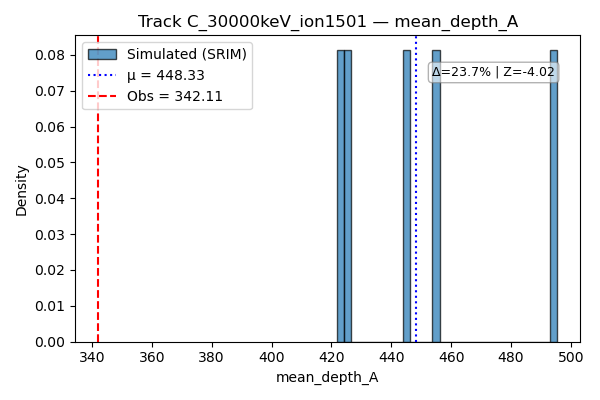 Track C_30000keV_ion1501 — mean_depth_A
Simulated (SRIM)
μ = 448.33
Obs = 342.11
Δ=23.7% | Z=-4.02
Density
0.08
0.07
0.06
0.05
0.04
0.03
0.02
0.01
0.00
340 360 380 400 420 440 460 480 500
mean_depth_A